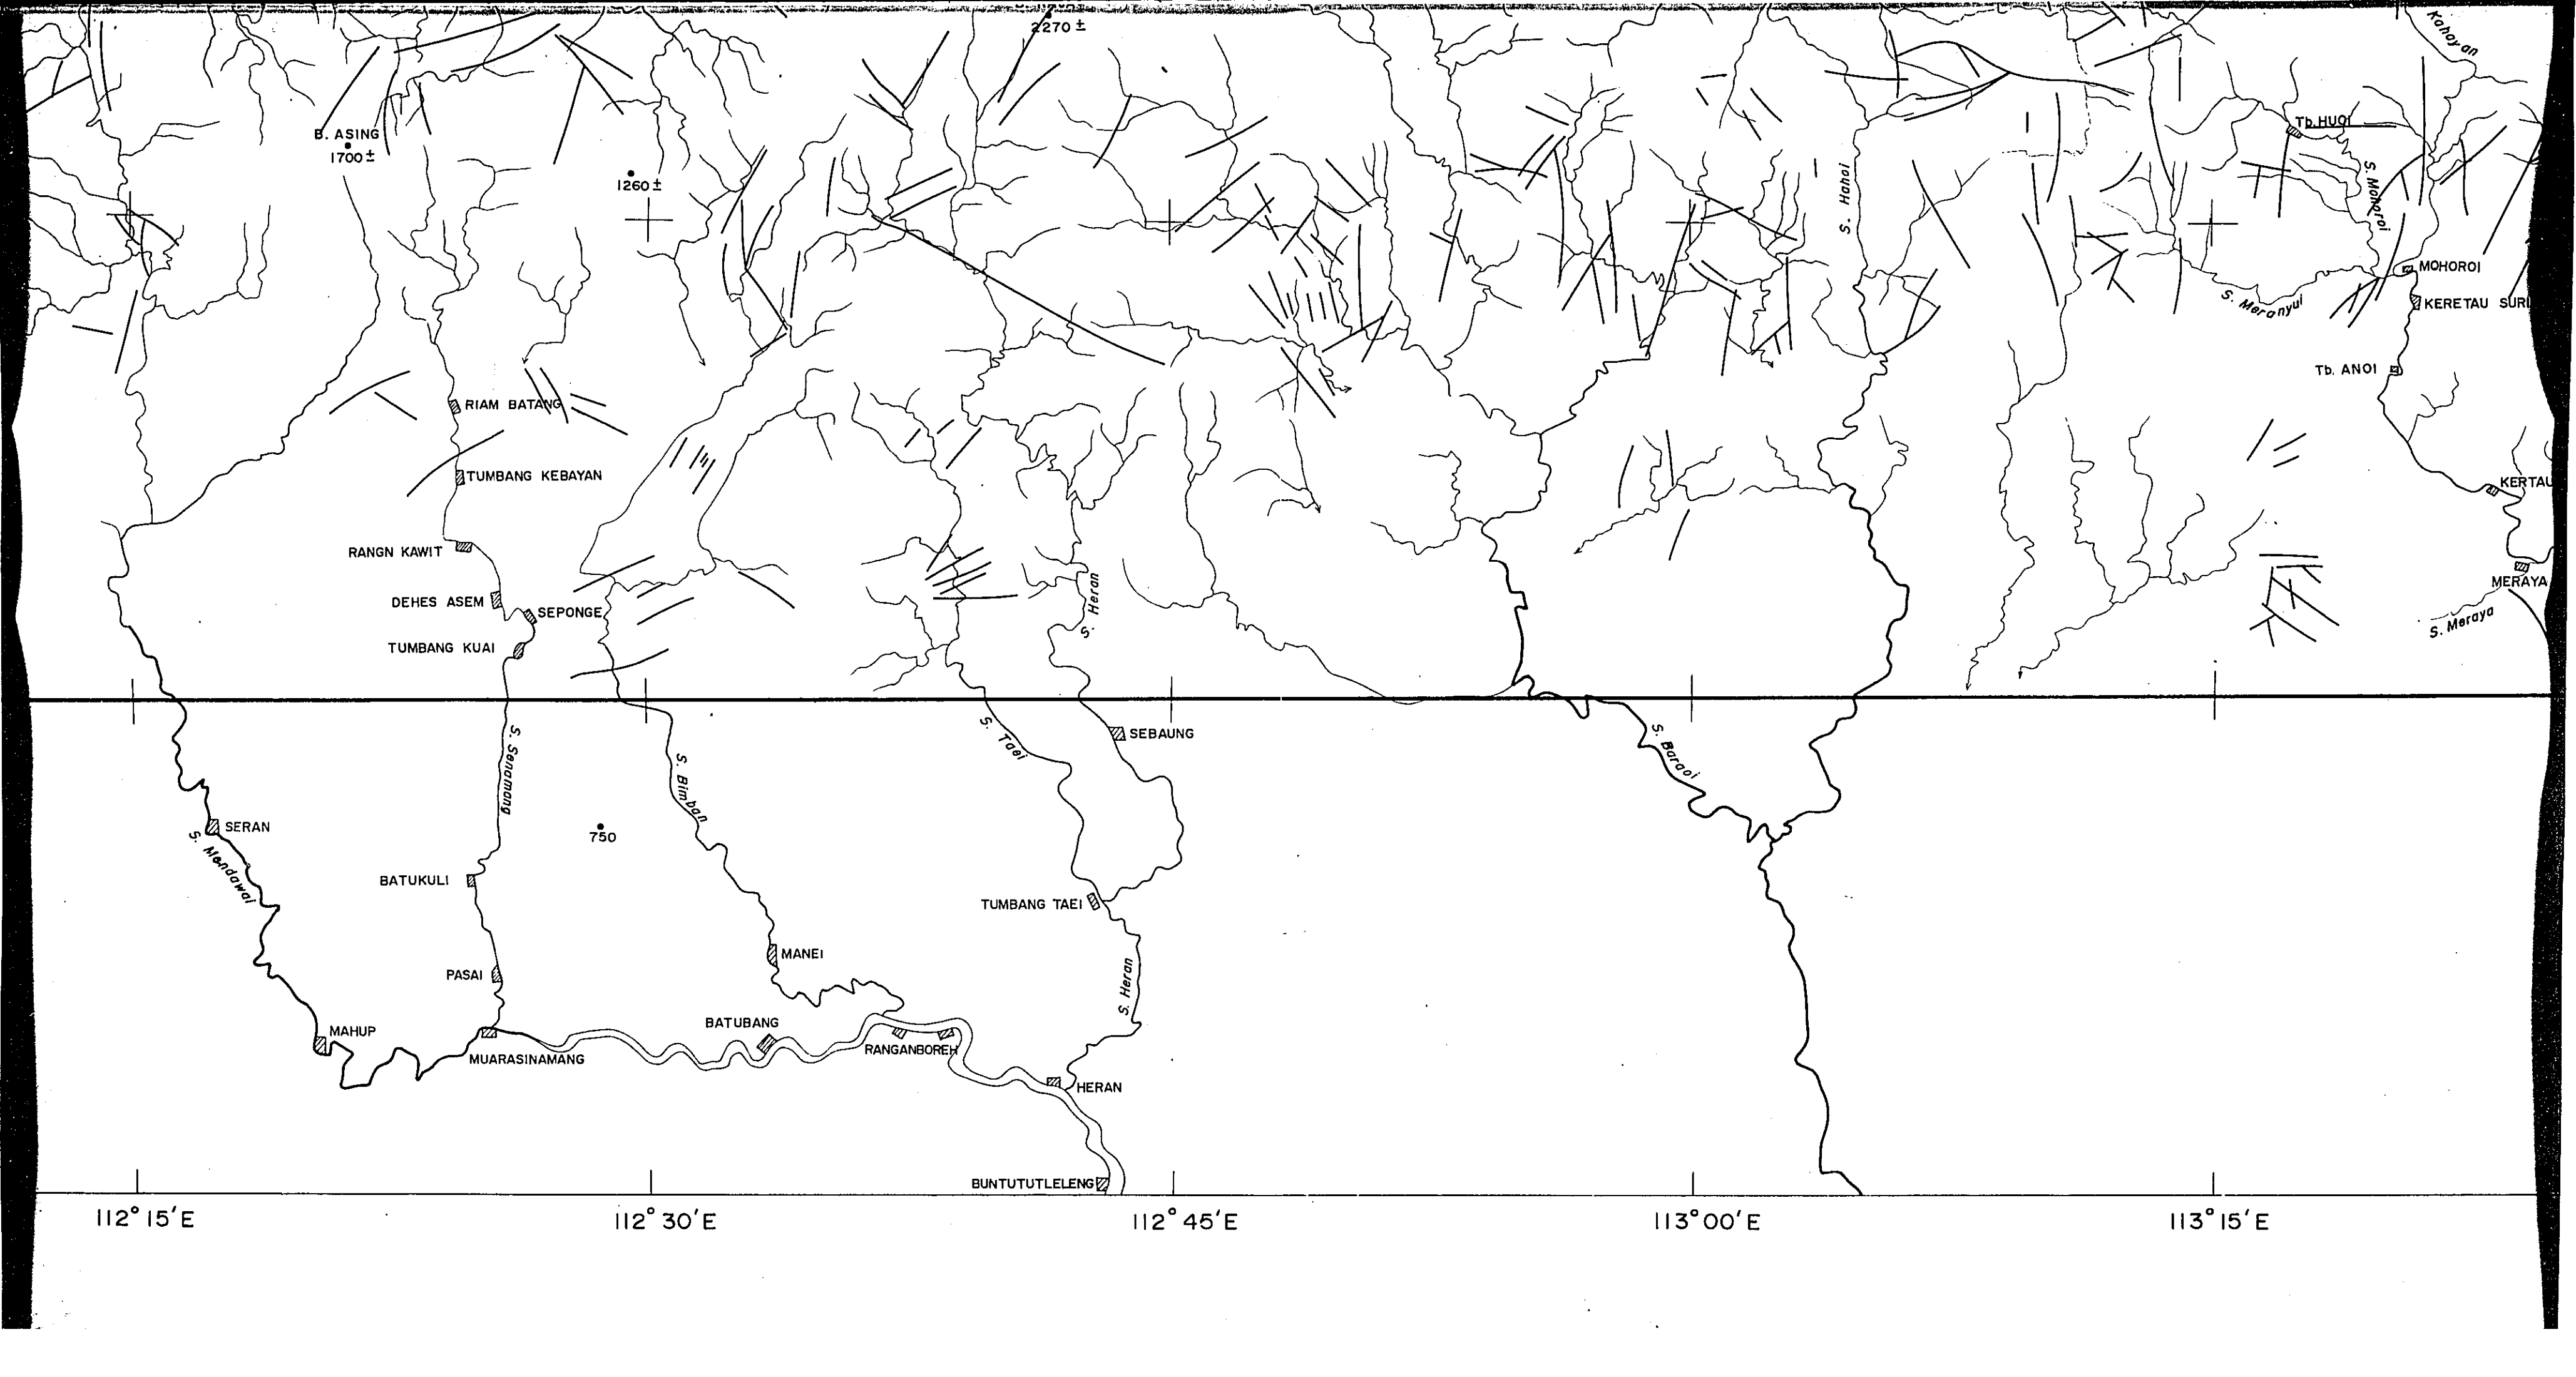 2270 ±
Kahayan
B. ASING
1700 ±
Tb. HUOI
1260 ±
S. Hahoi
S. Mohoroi
MOHOROI
S. Meranyui
KERETAU SURI
Tb. ANOI
RIAM BATANG
TUMBANG KEBAYAN
KERTAU
RANGN KAWIT
MERAYA
DEHES ASEM
SEPONGE
S. Heran
S. Meraya
TUMBANG KUAI
S. Senamang
S. Bimban
S. Taei
SEBAUNG
S. Baraoi
SERAN
S. Mendawai
750
BATUKULI
TUMBANG TAEI
MANEI
PASAI
S. Heran
MAHUP
BATUBANG
MUARASINAMANG
RANGANBOREH
HERAN
BUNTUTUTLELENG
112° 15' E
112° 30' E
112° 45' E
113° 00' E
113° 15' E